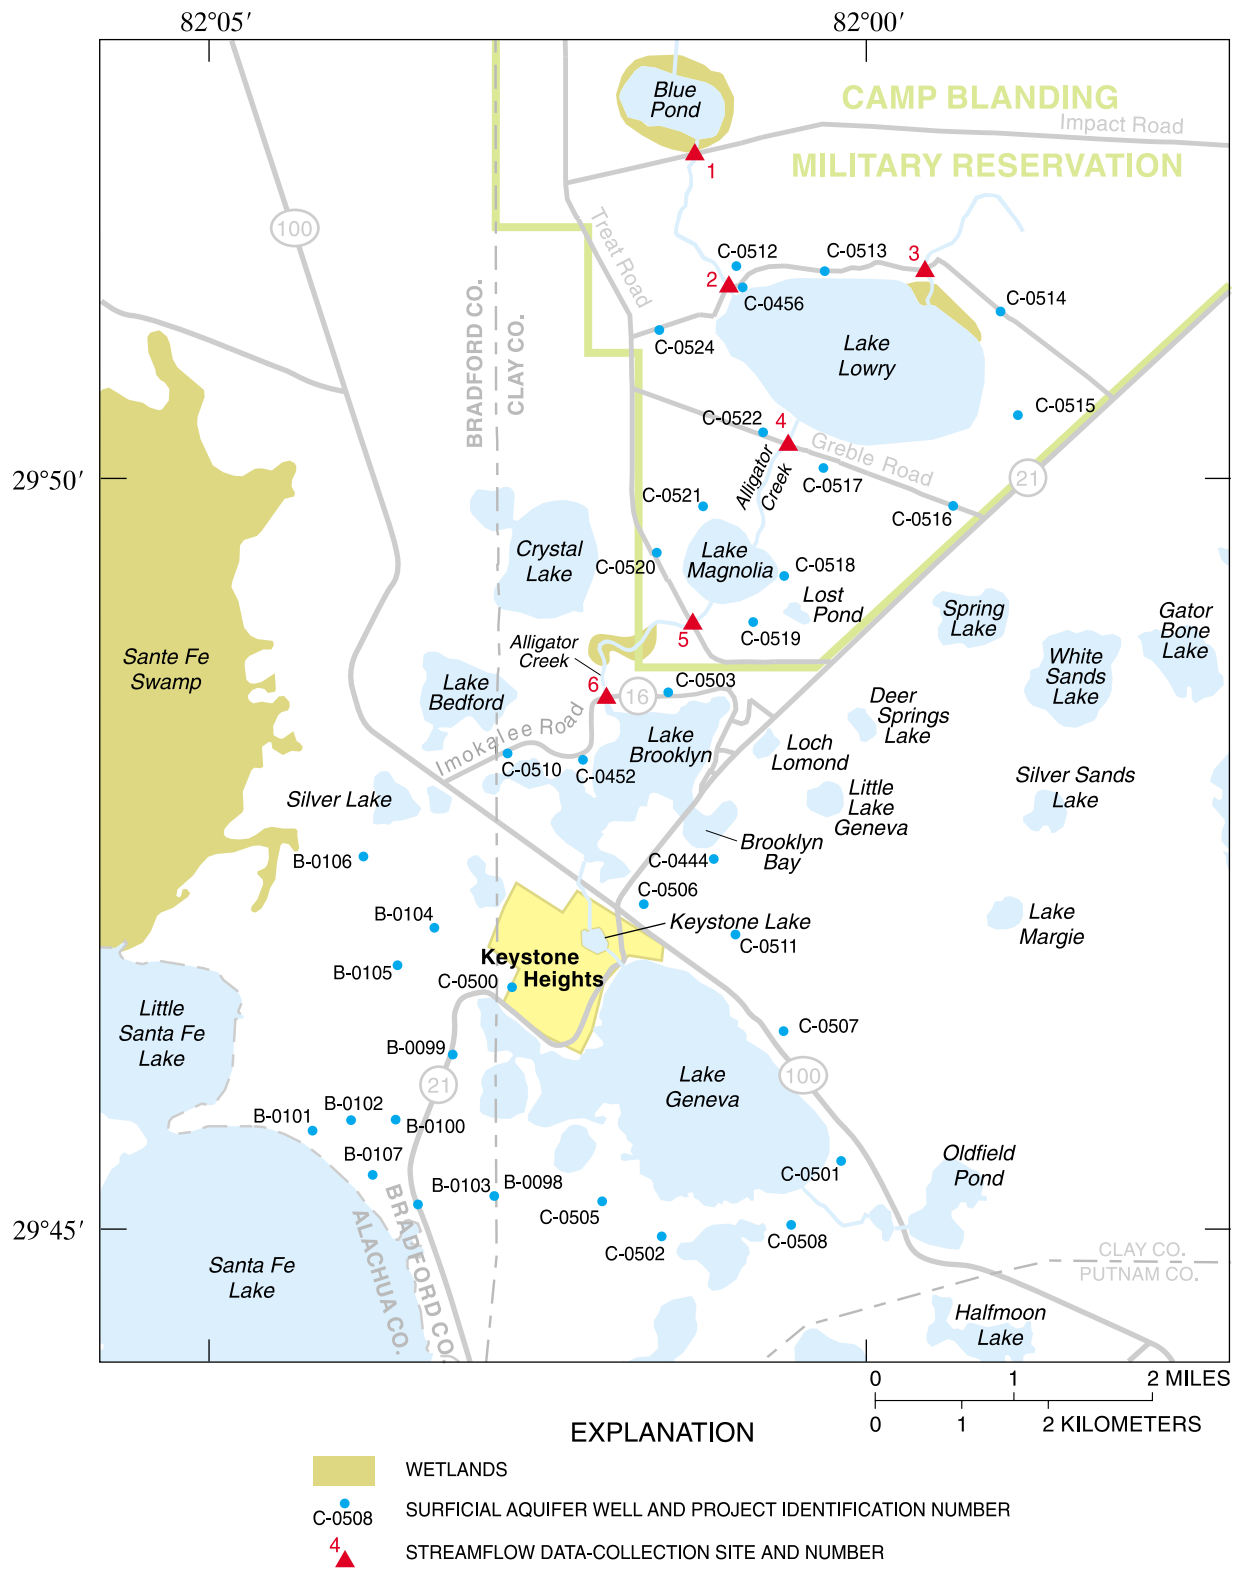 82°05′
82°00′
Blue
Pond
CAMP BLANDING
Impact Road
MILITARY RESERVATION
1
100
Treat Road
C-0512
C-0513
3
2
C-0456
C-0514
C-0524
BRADFORD CO.
CLAY CO.
Lake
Lowry
C-0515
C-0522
4
Greble Road
29°50′
Alligator
Creek
C-0517
21
C-0521
C-0516
Crystal
Lake
C-0520
Lake
Magnolia
C-0518
Lost
Pond
Spring
Lake
Gator
Bone
Lake
5
C-0519
Sante Fe
Swamp
Alligator
Creek
White
Sands
Lake
6
16
C-0503
Lake
Bedford
Deer
Springs
Lake
Imokalee Road
Lake
Brooklyn
Loch
Lomond
C-0510
C-0452
Silver Lake
Little
Lake
Geneva
Silver Sands
Lake
Brooklyn
Bay
B-0106
C-0444
C-0506
B-0104
Keystone Lake
Lake
Margie
C-0511
Keystone
Heights
B-0105
C-0500
Little
Santa Fe
Lake
C-0507
B-0099
21
Lake
Geneva
100
B-0102
B-0101
B-0100
B-0107
Oldfield
Pond
C-0501
B-0103
B-0098
C-0505
29°45′
BRADFORD CO.
ALACHUA CO.
C-0502
C-0508
CLAY CO.
PUTNAM CO.
Santa Fe
Lake
Halfmoon
Lake
0 1 2 MILES
0 1 2 KILOMETERS
EXPLANATION
WETLANDS
C-0508
SURFICIAL AQUIFER WELL AND PROJECT IDENTIFICATION NUMBER
4
STREAMFLOW DATA-COLLECTION SITE AND NUMBER